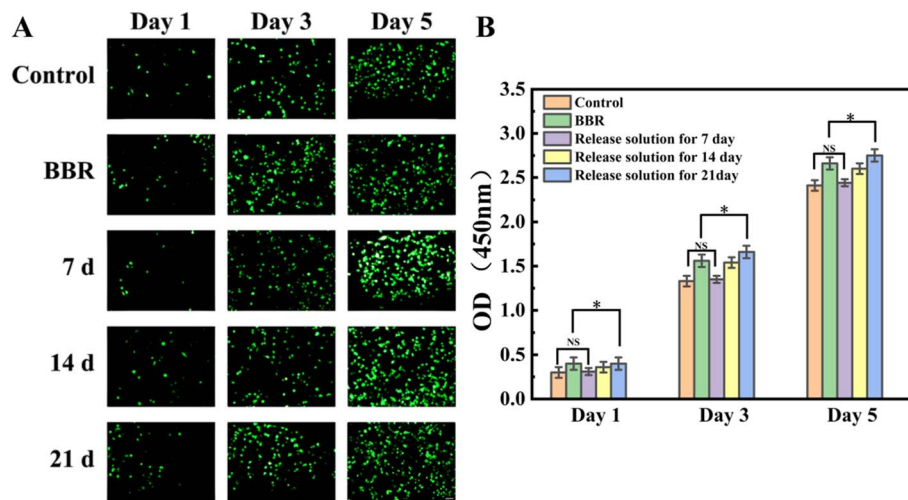 A
Day 1 Day 3 Day 5
Control
BBR
7 d
14 d
21 d
B
3.5
3.0
2.5
2.0
1.5
1.0
0.5
0.0
OD（450nm）
Control
BBR
Release solution for 7 day
Release solution for 14 day
Release solution for 21day
NS
*
NS
*
NS
*
Day 1 Day 3 Day 5